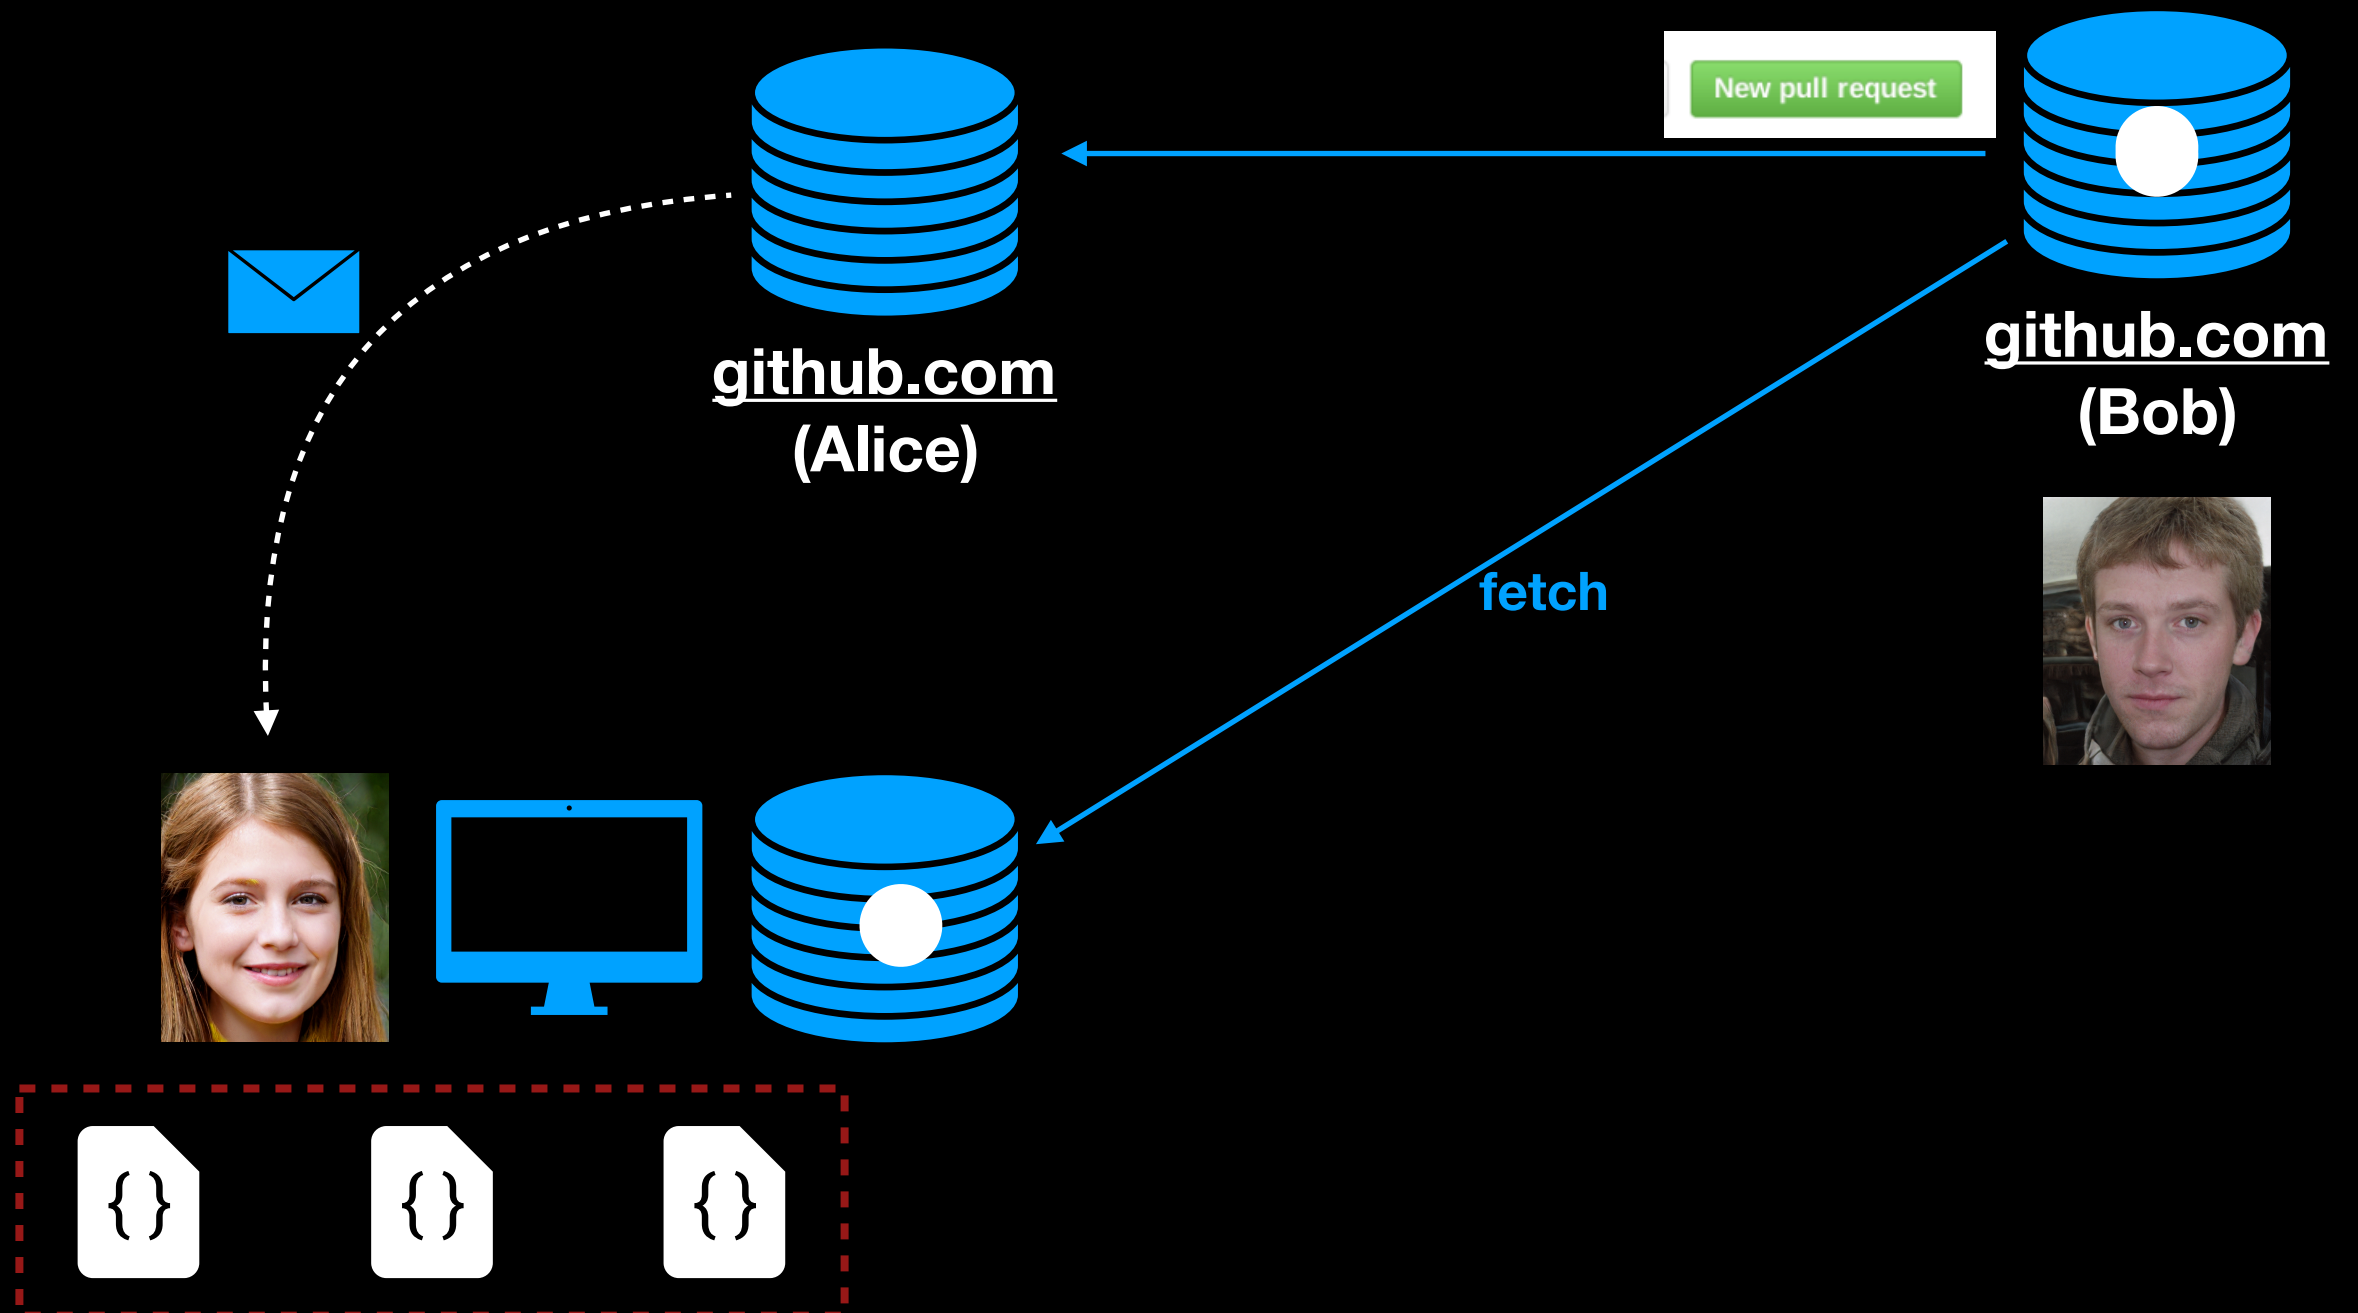 New pull request
github.com
(Bob)
github.com
(Alice)
fetch
{}
{}
{}